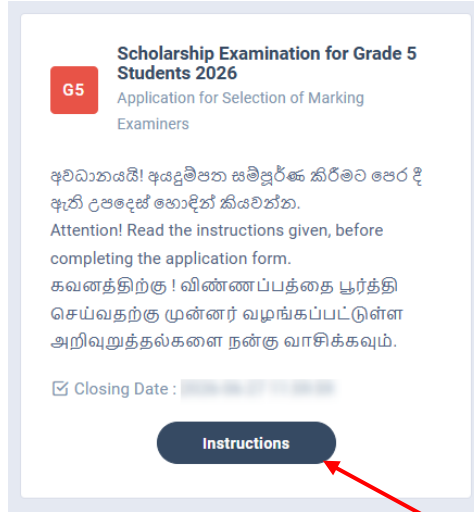 G5
Scholarship Examination for Grade 5
Students 2026
Application for Selection of Marking
Examiners
අවධානයයි! අයදුම්පත සම්පූර්ණ කිරීමට පෙර දී
ඇති උපදෙස් හොඳින් කියවන්න.
Attention! Read the instructions given, before
completing the application form.
கவனத்திற்கு ! விண்ணப்பத்தை பூர்த்தி
செய்வதற்கு முன்னர் வழங்கப்பட்டுள்ள
அறிவுறுத்தல்களை நன்கு வாசிக்கவும்.
Closing Date :
Instructions